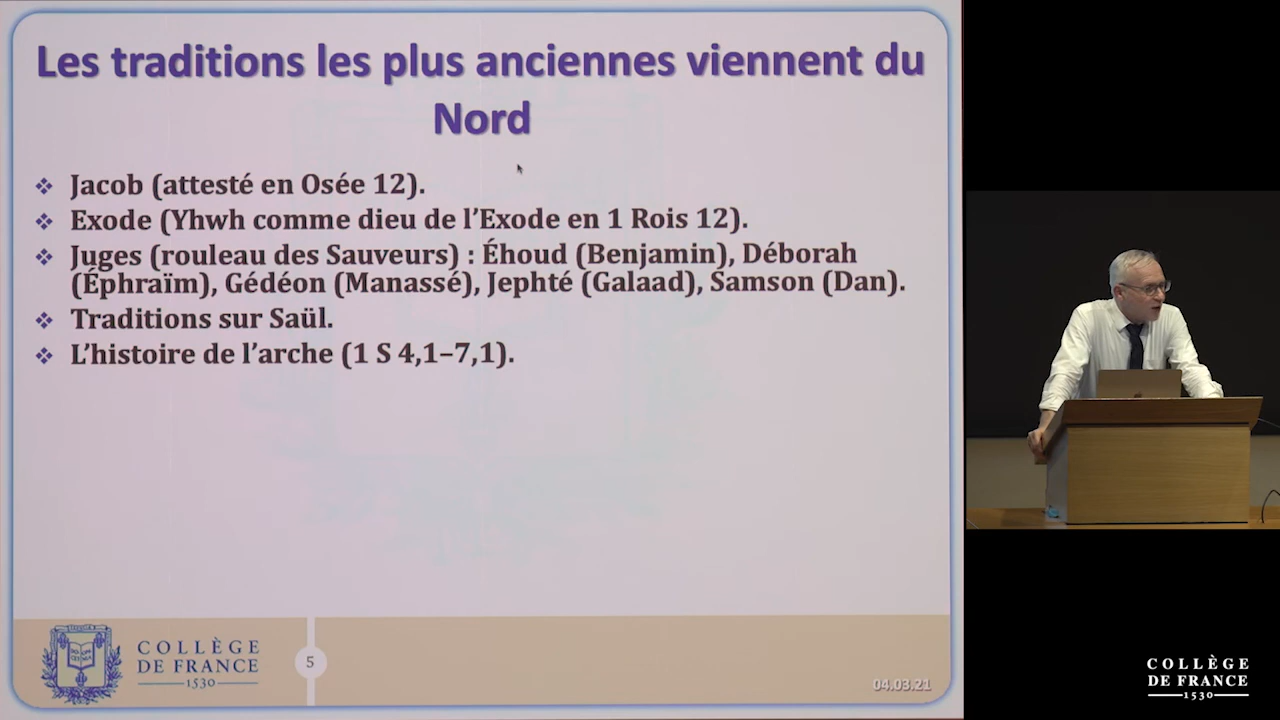 Les traditions les plus anciennes viennent du
Nord
❖ Jacob (attesté en Osée 12).
❖ Exode (Yhwh comme dieu de l’Exode en 1 Rois 12).
❖ Juges (rouleau des Sauveurs) : Éhoud (Benjamin), Déborah
(Éphraïm), Gédéon (Manassé), Jephté (Galaad), Samson (Dan).
❖ Traditions sur Saül.
❖ L’histoire de l’arche (1 S 4,1–7,1).
COLLÈGE
DE FRANCE
1530
5
04.03.21
COLLÈGE
DE FRANCE
1530